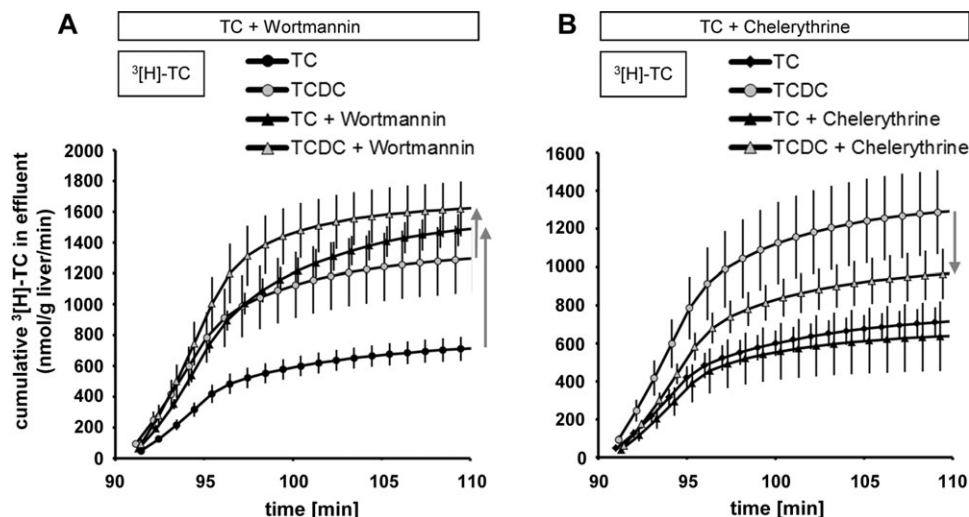 A
TC + Wortmannin
³[H]-TC
TC
TCDC
TC + Wortmannin
TCDC + Wortmannin
cumulative ³[H]-TC in effluent
(nmol/g liver/min)
2000
1800
1600
1400
1200
1000
800
600
400
200
0
90
95
100
105
110
time [min]
B
TC + Chelerythrine
³[H]-TC
TC
TCDC
TC + Chelerythrine
TCDC + Chelerythrine
1600
1400
1200
1000
800
600
400
200
0
90
95
100
105
110
time [min]